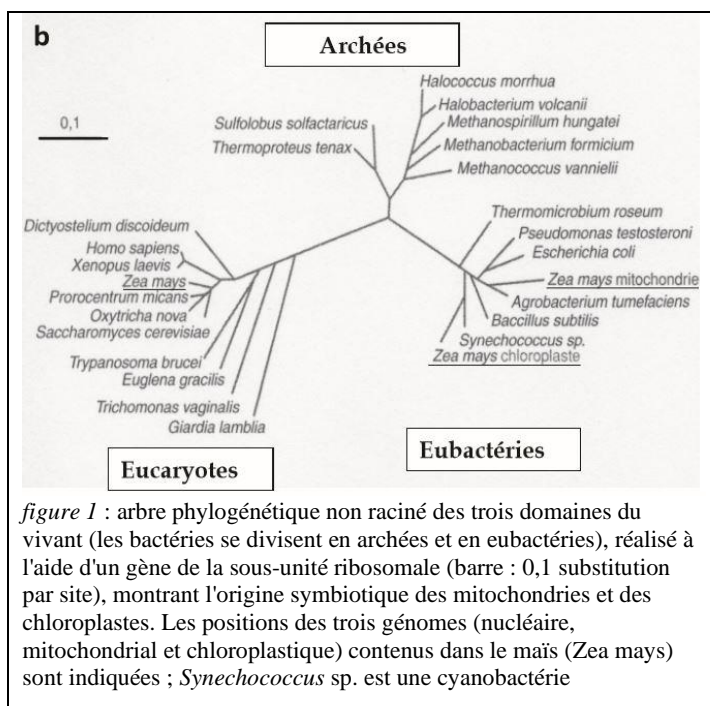 b
Archées
0,1
Halococcus morrhua
Halobacterium volcanii
Methanospirillum hungatei
Methanobacterium formicium
Methanococcus vannielii
Sulfolobus solfactaricus
Thermoproteus tenax
Thermomicrobium roseum
Pseudomonas testosteroni
Escherichia coli
Zea mays mitochondrie
Agrobacterium tumefaciens
Baccillus subtilis
Synechococcus sp.
Zea mays chloroplaste
Dictyostelium discoideum
Homo sapiens
Xenopus laevis
Zea mays
Prorocentrum micans
Oxytricha nova
Saccharomyces cerevisiae
Trypanosoma brucei
Euglena gracilis
Trichomonas vaginalis
Giardia lamblia
Eucaryotes
Eubactéries
figure 1 : arbre phylogénétique non raciné des trois domaines du
vivant (les bactéries se divisent en archées et en eubactéries), réalisé à
l'aide d'un gène de la sous-unité ribosomale (barre : 0,1 substitution
par site), montrant l'origine symbiotique des mitochondries et des
chloroplastes. Les positions des trois génomes (nucléaire,
mitochondrial et chloroplastique) contenus dans le maïs (Zea mays)
sont indiquées ; Synechococcus sp. est une cyanobactérie